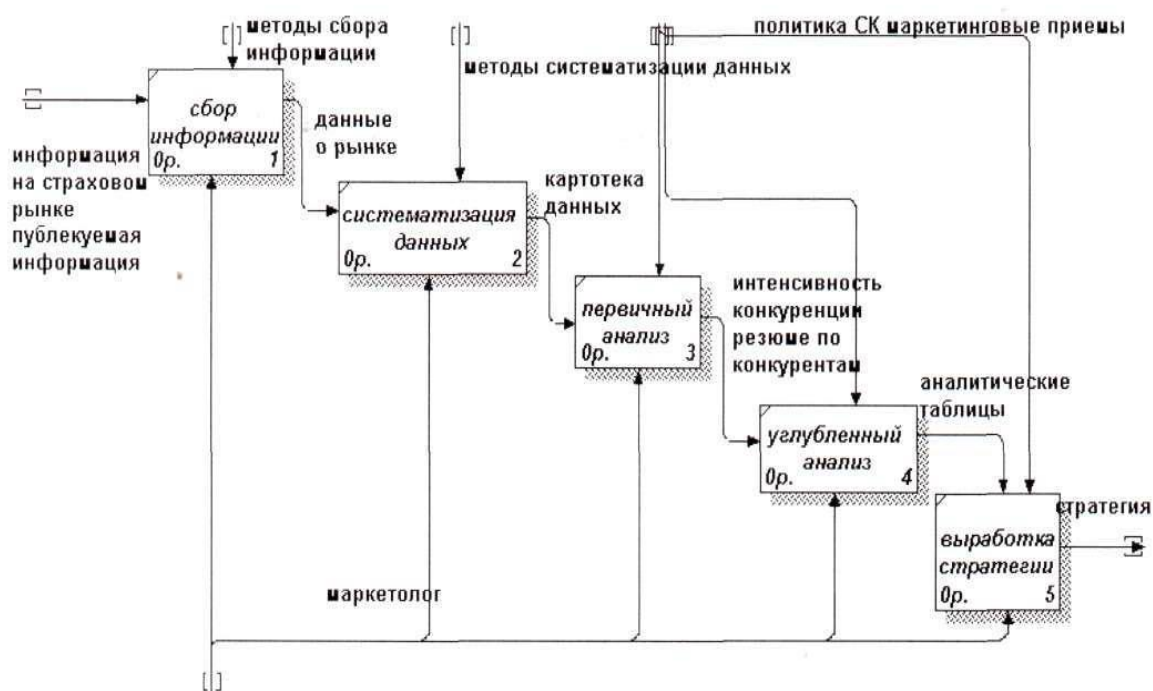 методы сбора
информации
политика СК маркетинговые приемы
методы систематизации данных
сбор
информации
0р. 1
данные
о рынке
информация
на страховом
рынке
публекуемая
информация
картотека
данных
систематизация
данных
0р. 2
первичный
анализ
0р. 3
интенсивность
конкуренции
резюме по
конкурентам
аналитические
таблицы
углубленный
анализ
0р. 4
стратегия
выработка
стратегии
0р. 5
маркетолог